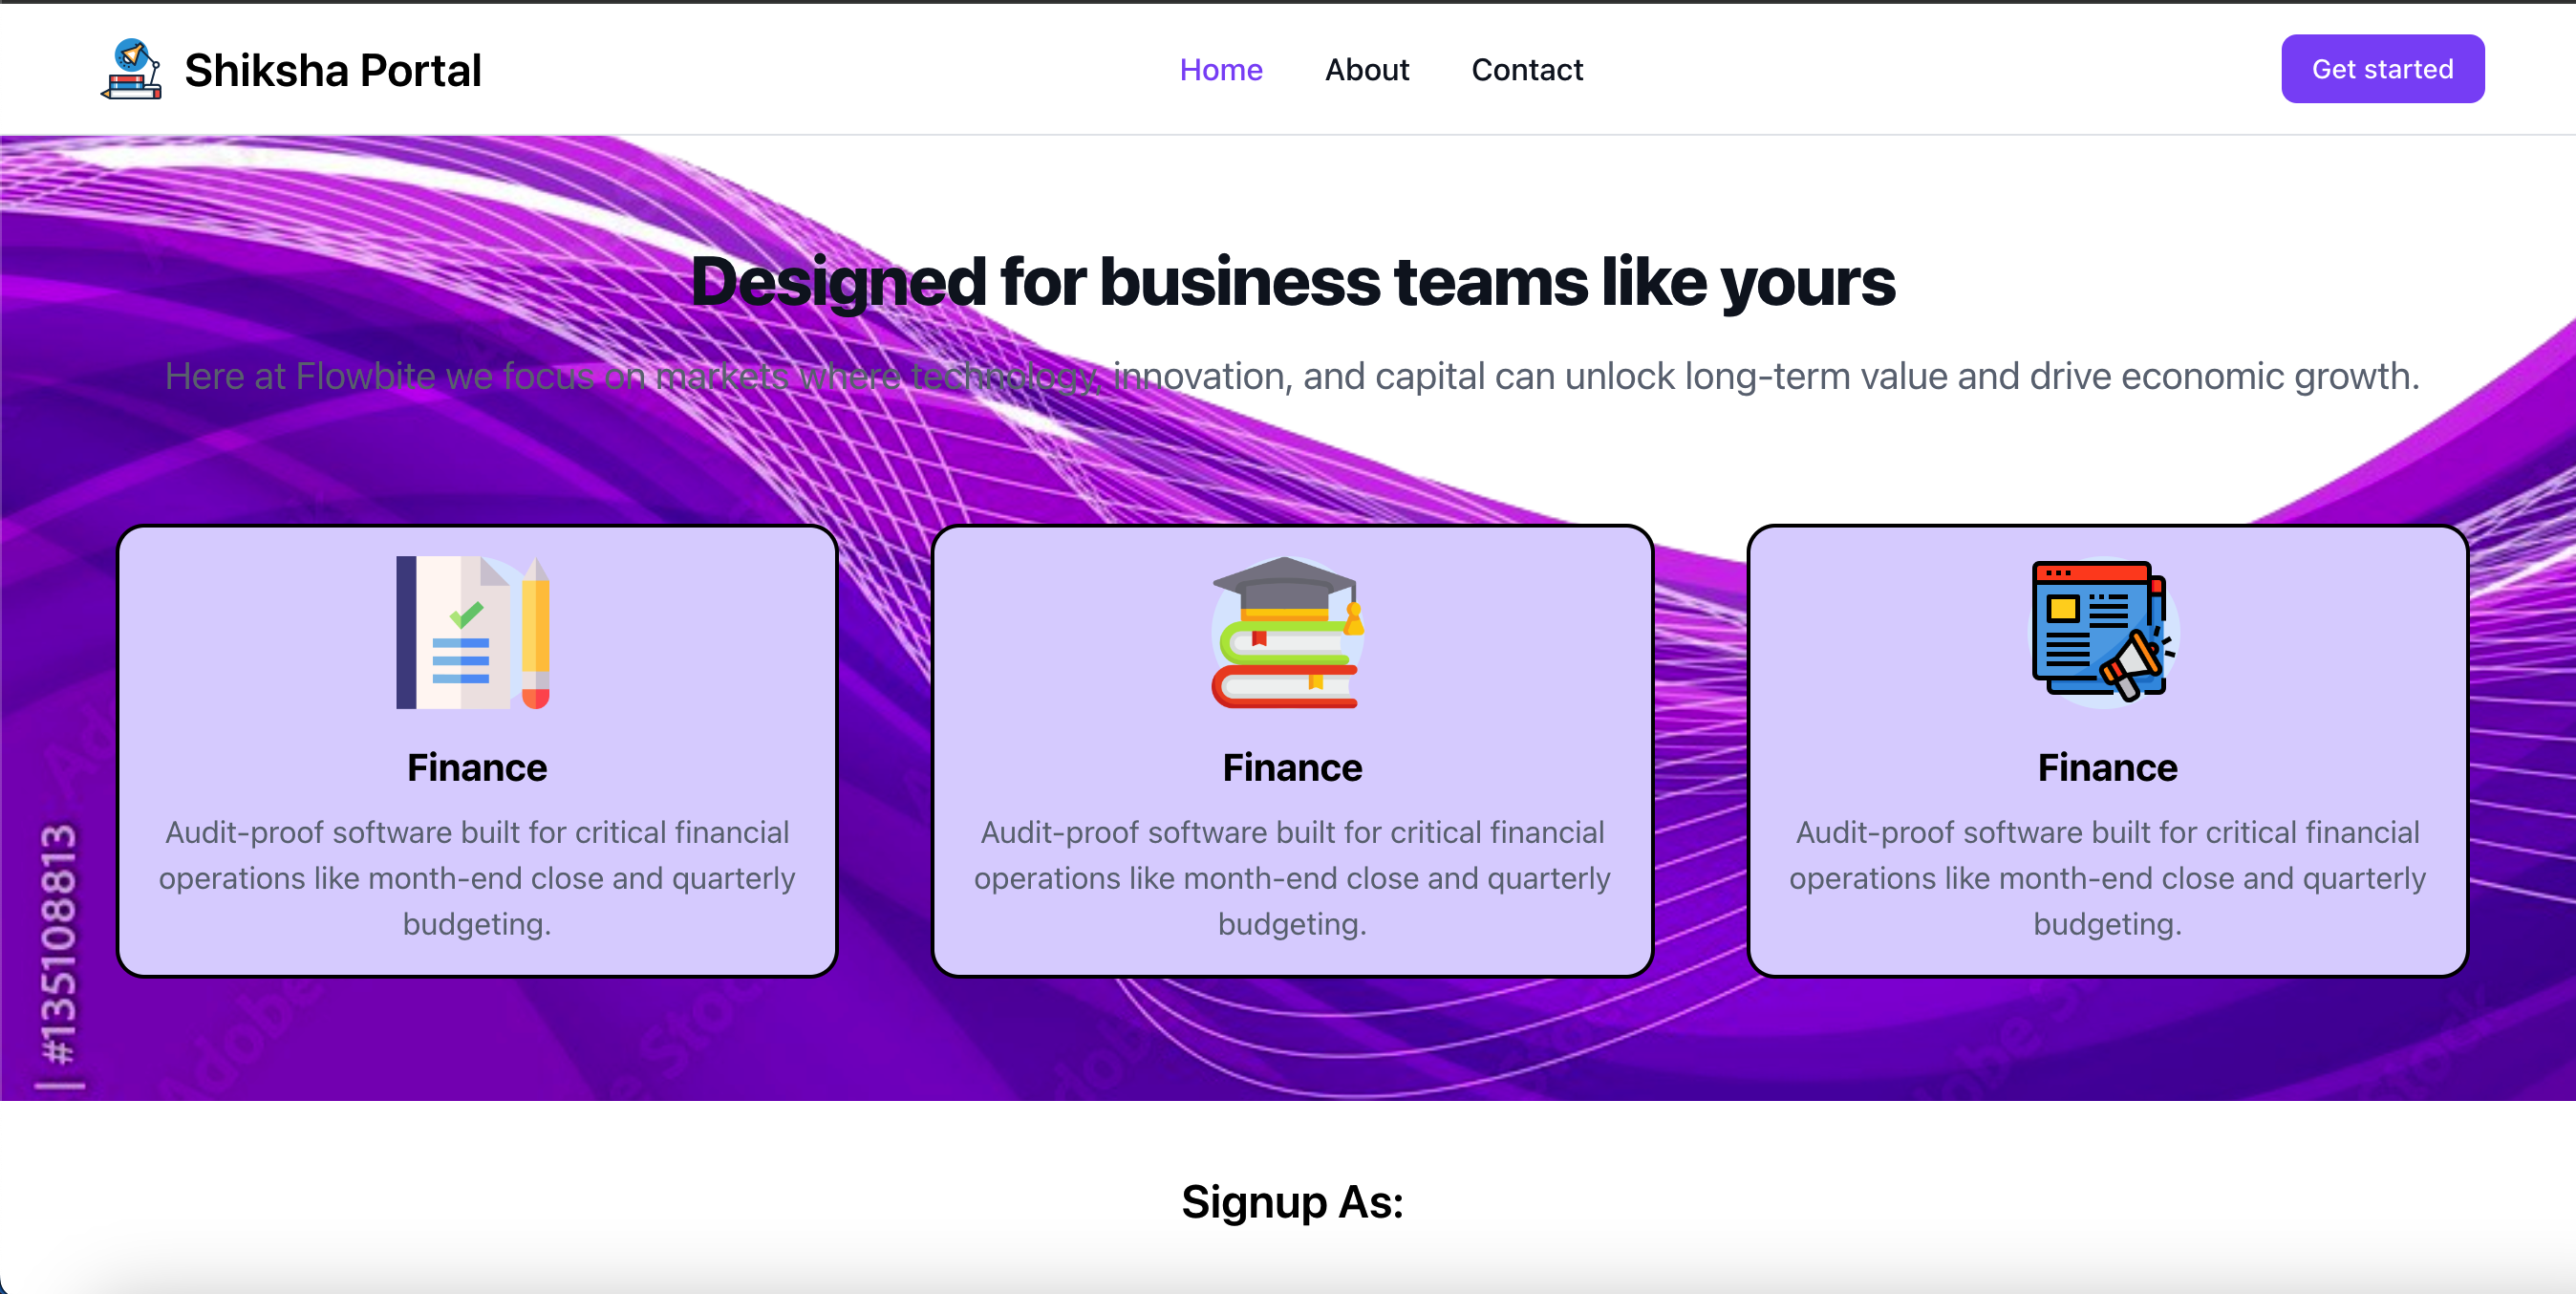 Shiksha Portal
Home About Contact
Get started
Designed for business teams like yours
Here at Flowbite we focus on markets where technology, innovation, and capital can unlock long-term value and drive economic growth.
Finance
Audit-proof software built for critical financial
operations like month-end close and quarterly
budgeting.
Finance
Audit-proof software built for critical financial
operations like month-end close and quarterly
budgeting.
Finance
Audit-proof software built for critical financial
operations like month-end close and quarterly
budgeting.
| #135108813
Adobe
Signup As: